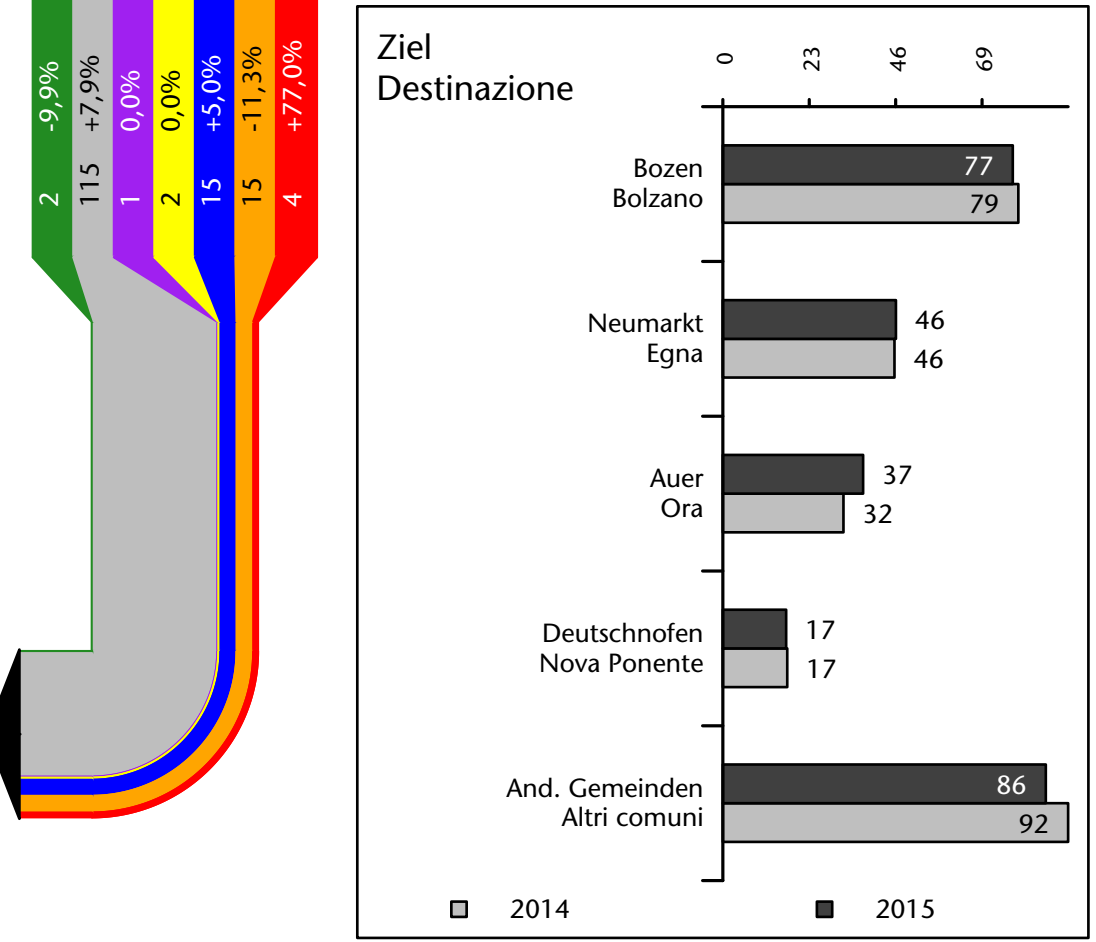 2 -9,9%
115 +7,9%
1 0,0%
2 0,0%
15 +5,0%
15 -11,3%
4 +77,0%
Ziel
Destinazione
0 23 46 69
Bozen
Bolzano
77
79
Neumarkt
Egna
46
46
Auer
Ora
37
32
Deutschnofen
Nova Ponente
17
17
And. Gemeinden
Altri comuni
86
92
2014 2015